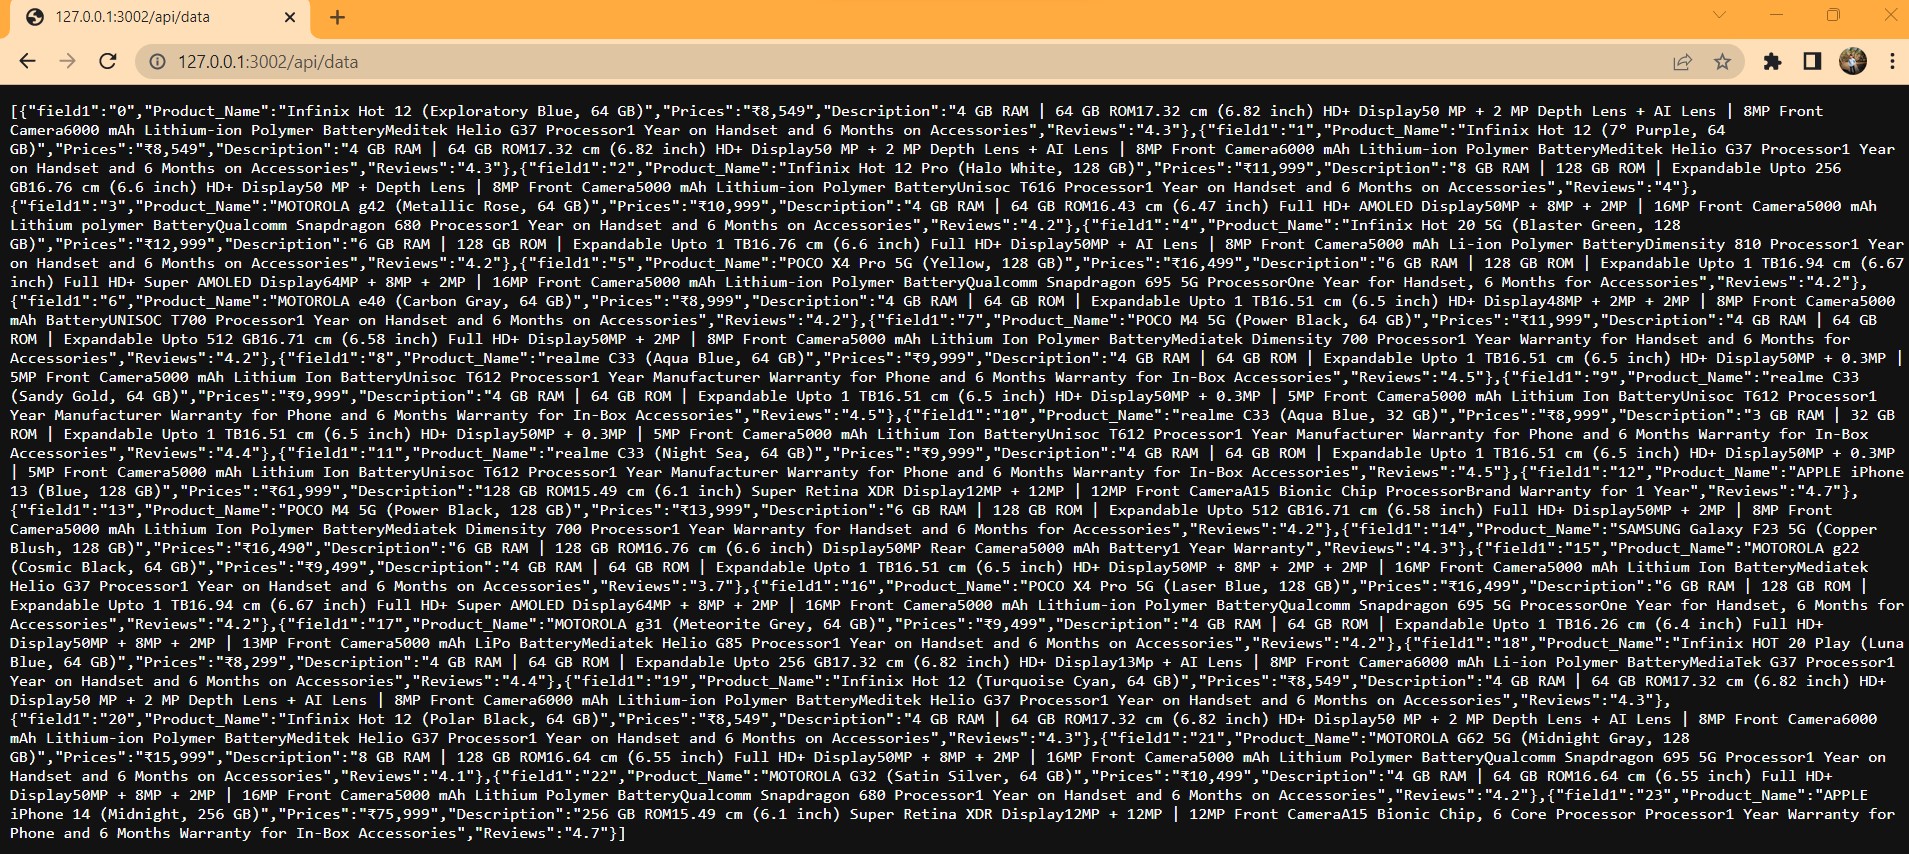 127.0.0.1:3002/api/data
127.0.0.1:3002/api/data
[{"field1":"0","Product_Name":"Infinix Hot 12 (Exploratory Blue, 64 GB)","Prices":"₹8,549","Description":"4 GB RAM | 64 GB ROM17.32 cm (6.82 inch) HD+ Display50 MP + 2 MP Depth Lens + AI Lens | 8MP Front
Camera6000 mAh Lithium-ion Polymer BatteryMeditek Helio G37 Processor1 Year on Handset and 6 Months on Accessories","Reviews":"4.3"},{"field1":"1","Product_Name":"Infinix Hot 12 (7° Purple, 64
GB)","Prices":"₹8,549","Description":"4 GB RAM | 64 GB ROM17.32 cm (6.82 inch) HD+ Display50 MP + 2 MP Depth Lens + AI Lens | 8MP Front Camera6000 mAh Lithium-ion Polymer BatteryMeditek Helio G37 Processor1 Year
on Handset and 6 Months on Accessories","Reviews":"4.3"},{"field1":"2","Product_Name":"Infinix Hot 12 Pro (Halo White, 128 GB)","Prices":"₹11,999","Description":"8 GB RAM | 128 GB ROM | Expandable Upto 256
GB16.76 cm (6.6 inch) HD+ Display50 MP + Depth Lens | 8MP Front Camera5000 mAh Lithium-ion Polymer BatteryUnisoc T616 Processor1 Year on Handset and 6 Months on Accessories","Reviews":"4"},
{"field1":"3","Product_Name":"MOTOROLA g42 (Metallic Rose, 64 GB)","Prices":"₹10,999","Description":"4 GB RAM | 64 GB ROM16.43 cm (6.47 inch) Full HD+ AMOLED Display50MP + 8MP + 2MP | 16MP Front Camera5000 mAh
Lithium polymer BatteryQualcomm Snapdragon 680 Processor1 Year on Handset and 6 Months on Accessories","Reviews":"4.2"},{"field1":"4","Product_Name":"Infinix Hot 20 5G (Blaster Green, 128
GB)","Prices":"₹12,999","Description":"6 GB RAM | 128 GB ROM | Expandable Upto 1 TB16.76 cm (6.6 inch) Full HD+ Display50MP + AI Lens | 8MP Front Camera5000 mAh Li-ion Polymer BatteryDimensity 810 Processor1 Year
on Handset and 6 Months on Accessories","Reviews":"4.2"},{"field1":"5","Product_Name":"POCO X4 Pro 5G (Yellow, 128 GB)","Prices":"₹16,499","Description":"6 GB RAM | 128 GB ROM | Expandable Upto 1 TB16.94 cm (6.67
inch) Full HD+ Super AMOLED Display64MP + 8MP + 2MP | 16MP Front Camera5000 mAh Lithium-ion Polymer BatteryQualcomm Snapdragon 695 5G ProcessorOne Year for Handset, 6 Months for Accessories","Reviews":"4.2"},
{"field1":"6","Product_Name":"MOTOROLA e40 (Carbon Gray, 64 GB)","Prices":"₹8,999","Description":"4 GB RAM | 64 GB ROM | Expandable Upto 1 TB16.51 cm (6.5 inch) HD+ Display48MP + 2MP + 2MP | 8MP Front Camera5000
mAh BatteryUNISOC T700 Processor1 Year on Handset and 6 Months on Accessories","Reviews":"4.2"},{"field1":"7","Product_Name":"POCO M4 5G (Power Black, 64 GB)","Prices":"₹11,999","Description":"4 GB RAM | 64 GB
ROM | Expandable Upto 512 GB16.71 cm (6.58 inch) Full HD+ Display50MP + 2MP | 8MP Front Camera5000 mAh Lithium Ion Polymer BatteryMediatek Dimensity 700 Processor1 Year Warranty for Handset and 6 Months for
Accessories","Reviews":"4.2"},{"field1":"8","Product_Name":"realme C33 (Aqua Blue, 64 GB)","Prices":"₹9,999","Description":"4 GB RAM | 64 GB ROM | Expandable Upto 1 TB16.51 cm (6.5 inch) HD+ Display50MP + 0.3MP |
5MP Front Camera5000 mAh Lithium Ion BatteryUnisoc T612 Processor1 Year Manufacturer Warranty for Phone and 6 Months Warranty for In-Box Accessories","Reviews":"4.5"},{"field1":"9","Product_Name":"realme C33
(Sandy Gold, 64 GB)","Prices":"₹9,999","Description":"4 GB RAM | 64 GB ROM | Expandable Upto 1 TB16.51 cm (6.5 inch) HD+ Display50MP + 0.3MP | 5MP Front Camera5000 mAh Lithium Ion BatteryUnisoc T612 Processor1
Year Manufacturer Warranty for Phone and 6 Months Warranty for In-Box Accessories","Reviews":"4.5"},{"field1":"10","Product_Name":"realme C33 (Aqua Blue, 32 GB)","Prices":"₹8,999","Description":"3 GB RAM | 32 GB
ROM | Expandable Upto 1 TB16.51 cm (6.5 inch) HD+ Display50MP + 0.3MP | 5MP Front Camera5000 mAh Lithium Ion BatteryUnisoc T612 Processor1 Year Manufacturer Warranty for Phone and 6 Months Warranty for In-Box
Accessories","Reviews":"4.4"},{"field1":"11","Product_Name":"realme C33 (Night Sea, 64 GB)","Prices":"₹9,999","Description":"4 GB RAM | 64 GB ROM | Expandable Upto 1 TB16.51 cm (6.5 inch) HD+ Display50MP + 0.3MP
| 5MP Front Camera5000 mAh Lithium Ion BatteryUnisoc T612 Processor1 Year Manufacturer Warranty for Phone and 6 Months Warranty for In-Box Accessories","Reviews":"4.5"},{"field1":"12","Product_Name":"APPLE iPhone
13 (Blue, 128 GB)","Prices":"₹61,999","Description":"128 GB ROM15.49 cm (6.1 inch) Super Retina XDR Display12MP + 12MP | 12MP Front CameraA15 Bionic Chip ProcessorBrand Warranty for 1 Year","Reviews":"4.7"},
{"field1":"13","Product_Name":"POCO M4 5G (Power Black, 128 GB)","Prices":"₹13,999","Description":"6 GB RAM | 128 GB ROM | Expandable Upto 512 GB16.71 cm (6.58 inch) Full HD+ Display50MP + 2MP | 8MP Front
Camera5000 mAh Lithium Ion Polymer BatteryMediatek Dimensity 700 Processor1 Year Warranty for Handset and 6 Months for Accessories","Reviews":"4.2"},{"field1":"14","Product_Name":"SAMSUNG Galaxy F23 5G (Copper
Blush, 128 GB)","Prices":"₹16,490","Description":"6 GB RAM | 128 GB ROM16.76 cm (6.6 inch) Display50MP Rear Camera5000 mAh Battery1 Year Warranty","Reviews":"4.3"},{"field1":"15","Product_Name":"MOTOROLA g22
(Cosmic Black, 64 GB)","Prices":"₹9,499","Description":"4 GB RAM | 64 GB ROM | Expandable Upto 1 TB16.51 cm (6.5 inch) HD+ Display50MP + 8MP + 2MP + 2MP | 16MP Front Camera5000 mAh Lithium Ion BatteryMediatek
Helio G37 Processor1 Year on Handset and 6 Months on Accessories","Reviews":"3.7"},{"field1":"16","Product_Name":"POCO X4 Pro 5G (Laser Blue, 128 GB)","Prices":"₹16,499","Description":"6 GB RAM | 128 GB ROM |
Expandable Upto 1 TB16.94 cm (6.67 inch) Full HD+ Super AMOLED Display64MP + 8MP + 2MP | 16MP Front Camera5000 mAh Lithium-ion Polymer BatteryQualcomm Snapdragon 695 5G ProcessorOne Year for Handset, 6 Months for
Accessories","Reviews":"4.2"},{"field1":"17","Product_Name":"MOTOROLA g31 (Meteorite Grey, 64 GB)","Prices":"₹9,499","Description":"4 GB RAM | 64 GB ROM | Expandable Upto 1 TB16.26 cm (6.4 inch) Full HD+
Display50MP + 8MP + 2MP | 13MP Front Camera5000 mAh LiPo BatteryMediatek Helio G85 Processor1 Year on Handset and 6 Months on Accessories","Reviews":"4.2"},{"field1":"18","Product_Name":"Infinix HOT 20 Play (Luna
Blue, 64 GB)","Prices":"₹8,299","Description":"4 GB RAM | 64 GB ROM | Expandable Upto 256 GB17.32 cm (6.82 inch) HD+ Display13Mp + AI Lens | 8MP Front Camera6000 mAh Li-ion Polymer BatteryMediaTek G37 Processor1
Year on Handset and 6 Months on Accessories","Reviews":"4.4"},{"field1":"19","Product_Name":"Infinix Hot 12 (Turquoise Cyan, 64 GB)","Prices":"₹8,549","Description":"4 GB RAM | 64 GB ROM17.32 cm (6.82 inch) HD+
Display50 MP + 2 MP Depth Lens + AI Lens | 8MP Front Camera6000 mAh Lithium-ion Polymer BatteryMeditek Helio G37 Processor1 Year on Handset and 6 Months on Accessories","Reviews":"4.3"},
{"field1":"20","Product_Name":"Infinix Hot 12 (Polar Black, 64 GB)","Prices":"₹8,549","Description":"4 GB RAM | 64 GB ROM17.32 cm (6.82 inch) HD+ Display50 MP + 2 MP Depth Lens + AI Lens | 8MP Front Camera6000
mAh Lithium-ion Polymer BatteryMeditek Helio G37 Processor1 Year on Handset and 6 Months on Accessories","Reviews":"4.3"},{"field1":"21","Product_Name":"MOTOROLA G62 5G (Midnight Gray, 128
GB)","Prices":"₹15,999","Description":"8 GB RAM | 128 GB ROM16.64 cm (6.55 inch) Full HD+ Display50MP + 8MP + 2MP | 16MP Front Camera5000 mAh Lithium Polymer BatteryQualcomm Snapdragon 695 5G Processor1 Year on
Handset and 6 Months on Accessories","Reviews":"4.1"},{"field1":"22","Product_Name":"MOTOROLA G32 (Satin Silver, 64 GB)","Prices":"₹10,499","Description":"4 GB RAM | 64 GB ROM16.64 cm (6.55 inch) Full HD+
Display50MP + 8MP + 2MP | 16MP Front Camera5000 mAh Lithium Polymer BatteryQualcomm Snapdragon 680 Processor1 Year on Handset and 6 Months on Accessories","Reviews":"4.2"},{"field1":"23","Product_Name":"APPLE
iPhone 14 (Midnight, 256 GB)","Prices":"₹75,999","Description":"256 GB ROM15.49 cm (6.1 inch) Super Retina XDR Display12MP + 12MP | 12MP Front CameraA15 Bionic Chip, 6 Core Processor Processor1 Year Warranty for
Phone and 6 Months Warranty for In-Box Accessories","Reviews":"4.7"}]